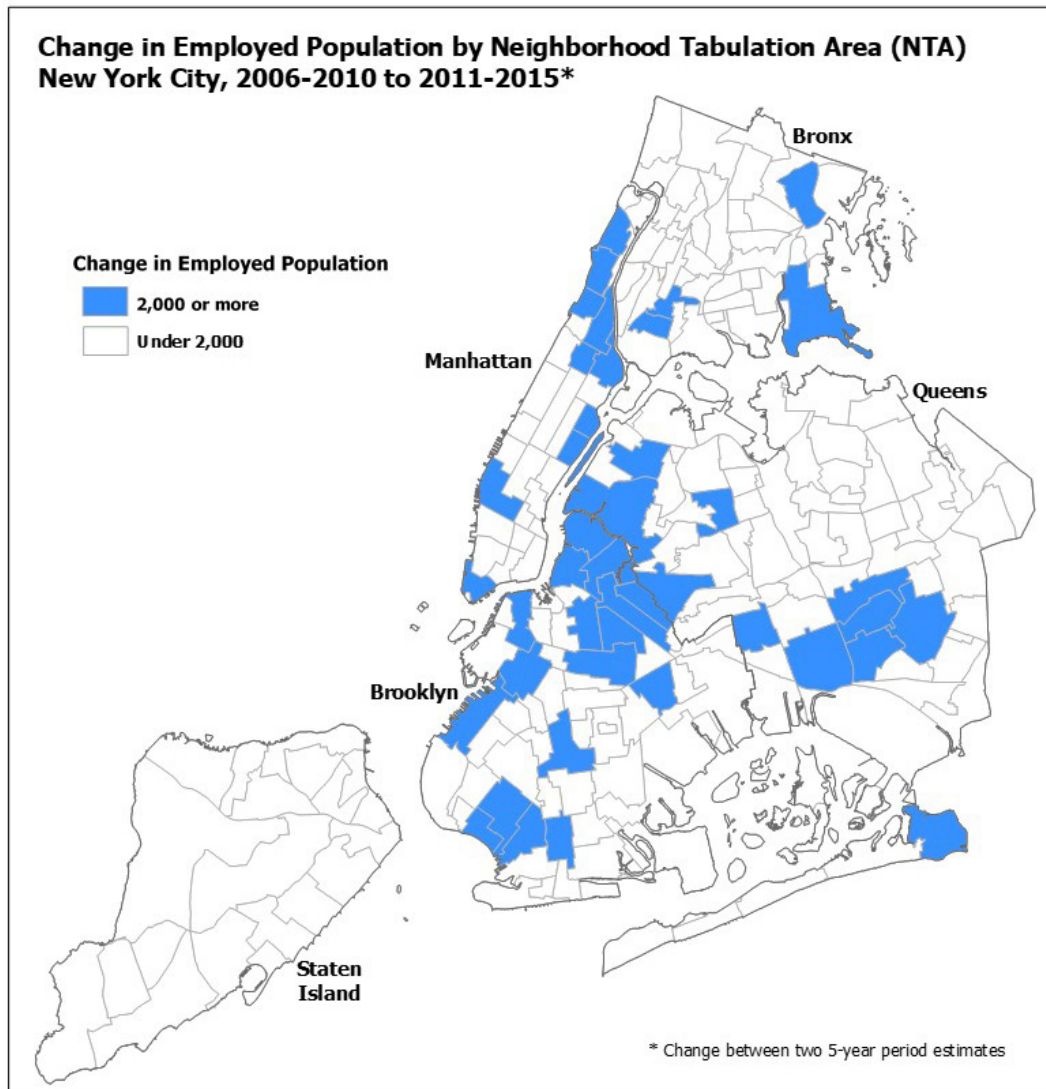 Change in Employed Population by Neighborhood Tabulation Area (NTA)
New York City, 2006-2010 to 2011-2015*
Bronx
Change in Employed Population
2,000 or more
Under 2,000
Manhattan
Queens
Brooklyn
Staten
Island
* Change between two 5-year period estimates